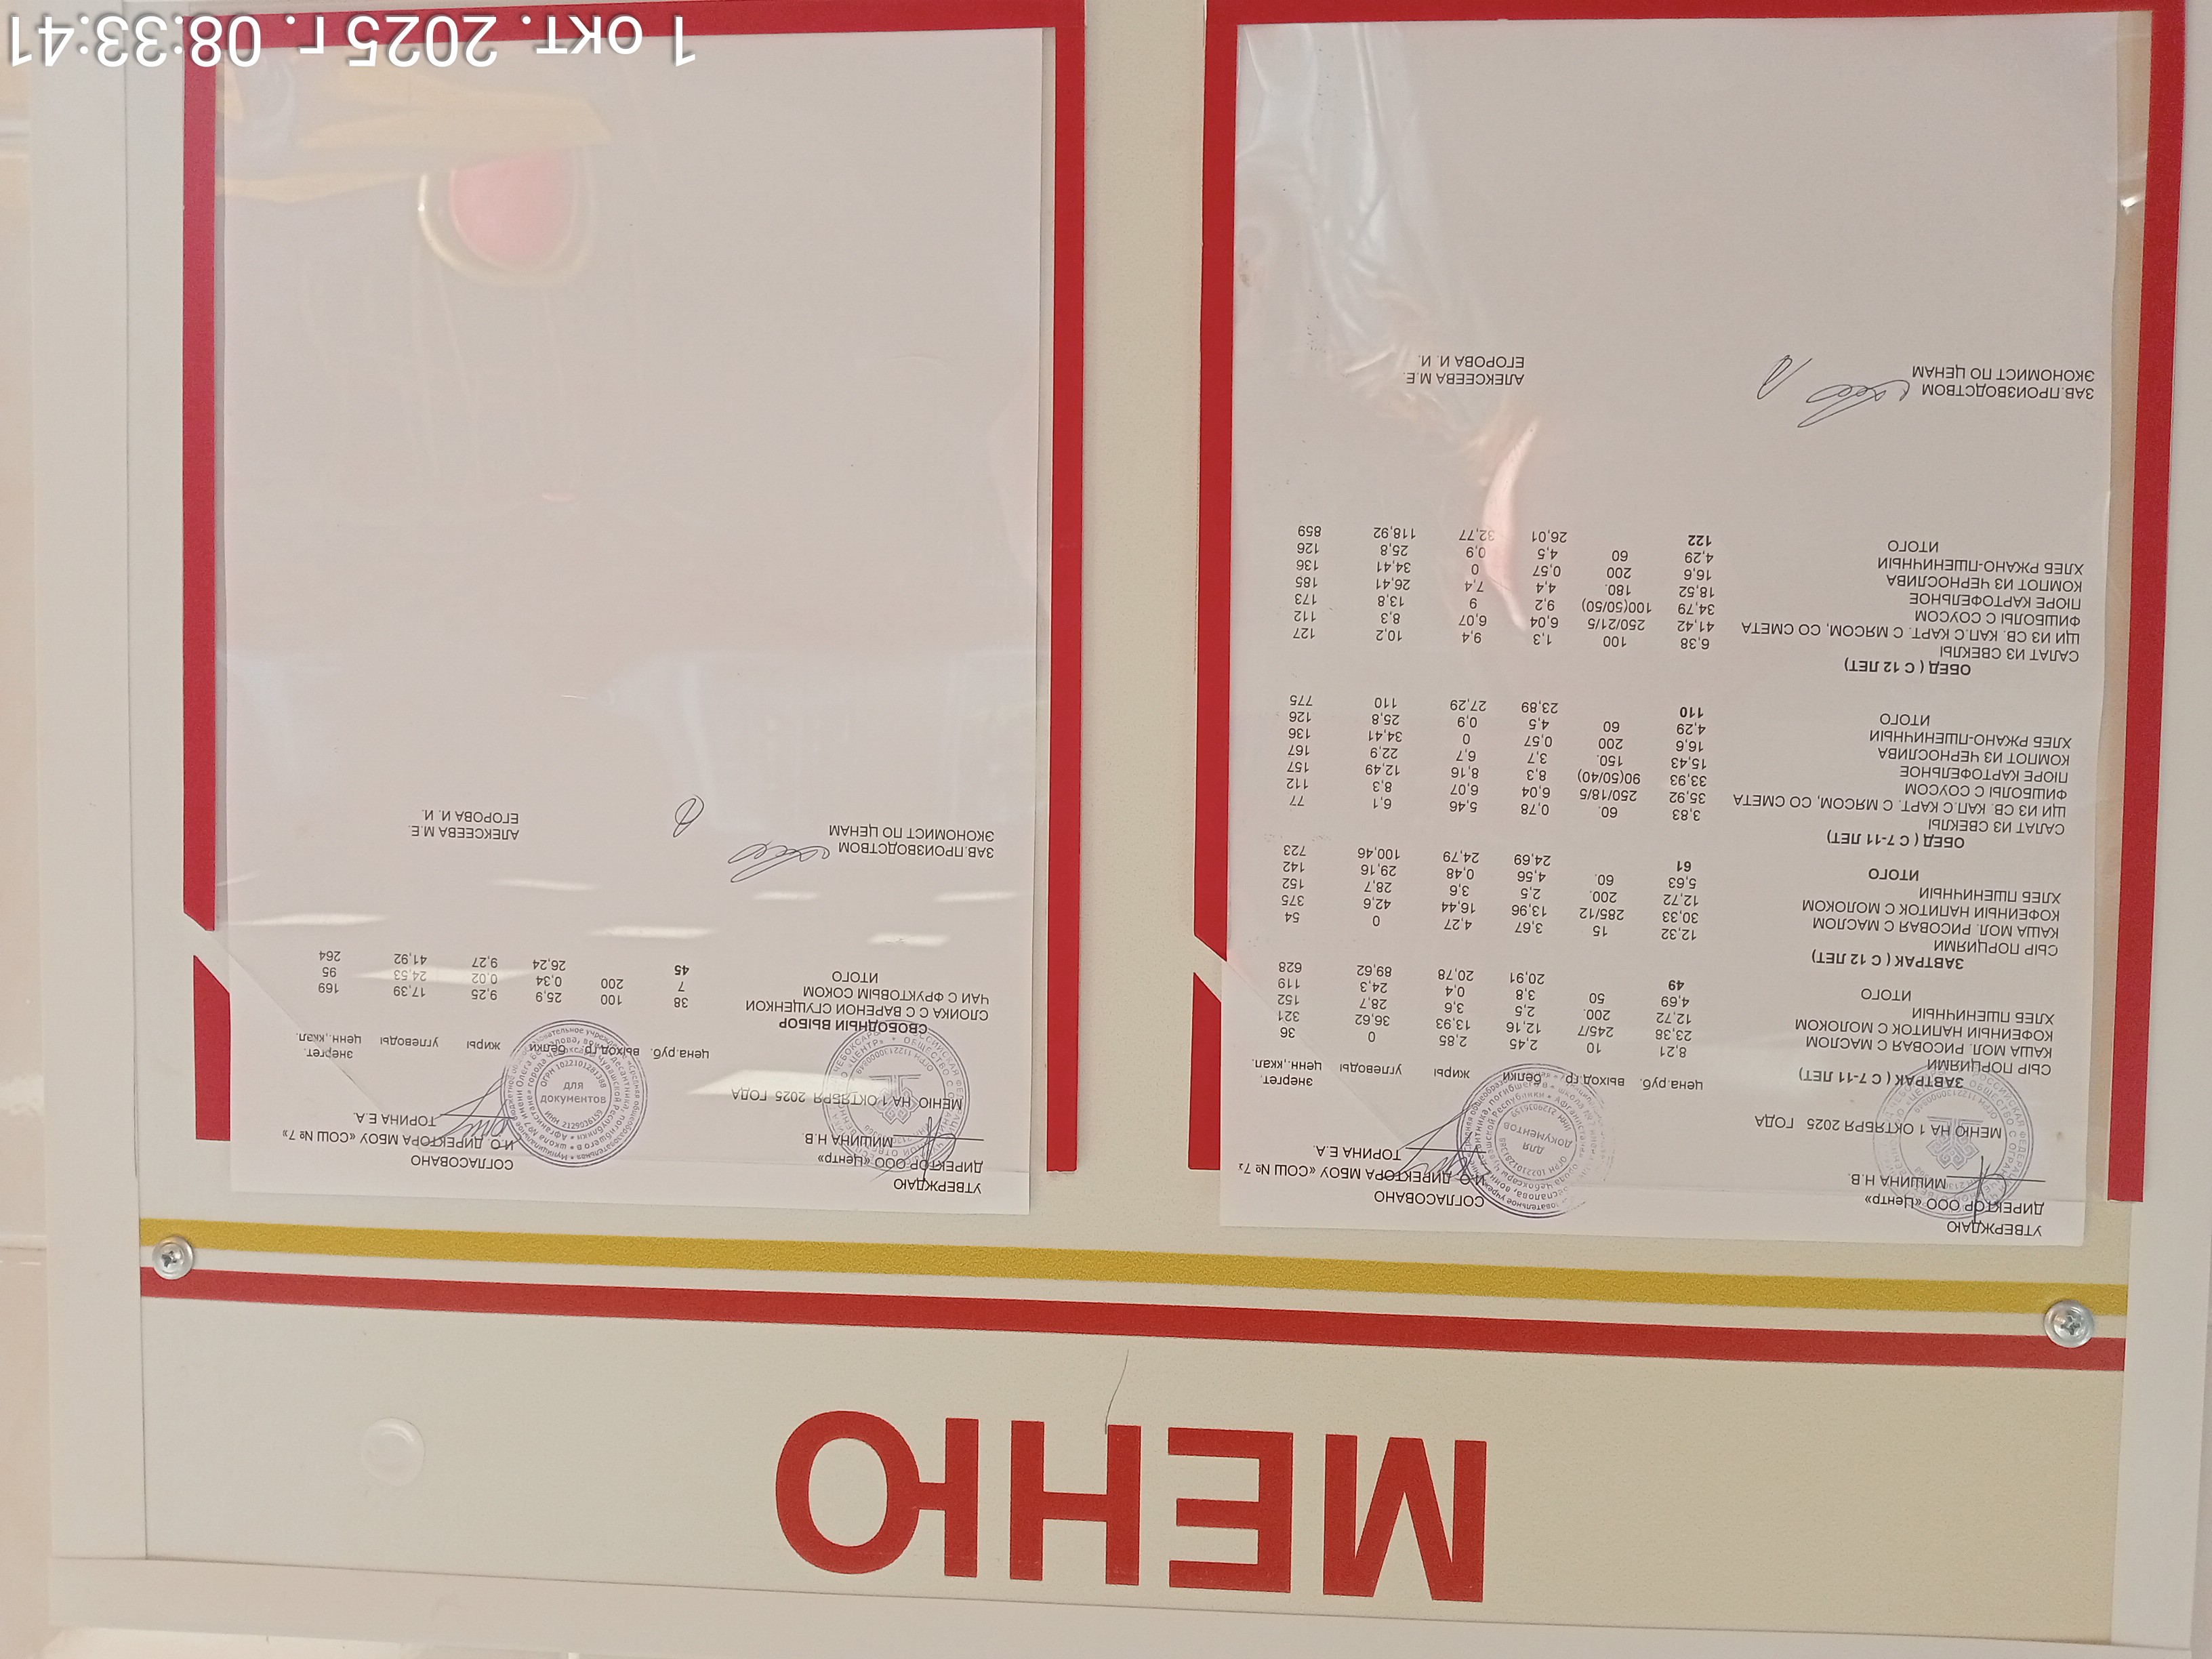 МЕНЮ
УТВЕРЖДАЮ
ДИРЕКТОР ООО «Центр»
МИШИНА Н.В
СОГЛАСОВАНО
И.О. ДИРЕКТОРА МБОУ «СОШ № 7»
ТОРИНА Е.А.
МЕНЮ НА 1 ОКТЯБРЯ 2025 ГОДА
цена,руб. выход,гр белки жиры углеводы энергет. ценн.,ккал.
ЗАВТРАК ( С 7-11 ЛЕТ)
СЫР ПОРЦИЯМИ 8,21 10 2,45 2,85 0 36
КАША МОЛ. РИСОВАЯ С МАСЛОМ 23,38 245/7 12,16 13,93 36,62 321
КОФЕЙНЫЙ НАПИТОК С МОЛОКОМ 12,72 200. 2,5 3,6 28,7 152
ХЛЕБ ПШЕНИЧНЫЙ 4,69 50 3,8 0,4 24,3 119
ИТОГО 49 20,91 20,78 89,62 628
ЗАВТРАК ( С 12 ЛЕТ)
СЫР ПОРЦИЯМИ 12,32 15 3,67 4,27 0 54
КАША МОЛ. РИСОВАЯ С МАСЛОМ 30,33 285/12 13,96 16,44 42,6 375
КОФЕЙНЫЙ НАПИТОК С МОЛОКОМ 12,72 200. 2,5 3,6 28,7 152
ХЛЕБ ПШЕНИЧНЫЙ 5,63 60. 4,56 0,48 29,16 142
ИТОГО 61 24,69 24,79 100,46 723
ОБЕД ( С 7-11 ЛЕТ)
САЛАТ ИЗ СВЕКЛЫ 3,83 60. 0,78 5,46 6,1 77
ЩИ ИЗ СВ. КАП.С КАРТ. С МЯСОМ, СО СМЕТА 35,92 250/18/5 6,04 6,07 8,3 112
ФИШБОЛЫ С СОУСОМ 33,93 90(50/40) 8,3 8,16 12,49 157
ПЮРЕ КАРТОФЕЛЬНОЕ 15,43 150. 3,7 6,7 22,9 167
КОМПОТ ИЗ ЧЕРНОСЛИВА 16,6 200 0,57 0 34,41 136
ХЛЕБ РЖАНО-ПШЕНИЧНЫЙ 4,29 60 4,5 0,9 25,8 126
ИТОГО 110 23,89 27,29 110 775
ОБЕД ( С 12 ЛЕТ)
САЛАТ ИЗ СВЕКЛЫ 6,38 100 1,3 9,4 10,2 127
ЩИ ИЗ СВ. КАП.С КАРТ. С МЯСОМ, СО СМЕТА 41,42 250/21/5 6,04 6,07 8,3 112
ФИШБОЛЫ С СОУСОМ 34,79 100(50/50) 9,2 9 13,8 173
ПЮРЕ КАРТОФЕЛЬНОЕ 18,52 180. 4,4 7,4 26,41 185
КОМПОТ ИЗ ЧЕРНОСЛИВА 16,6 200 0,57 0 34,41 136
ХЛЕБ РЖАНО-ПШЕНИЧНЫЙ 4,29 60 4,5 0,9 25,8 126
ИТОГО 122 26,01 32,77 118,92 859
ЗАВ.ПРОИЗВОДСТВОМ АЛЕКСЕЕВА М.Е.
ЭКОНОМИСТ ПО ЦЕНАМ ЕГОРОВА И. И.
УТВЕРЖДАЮ
ДИРЕКТОР ООО «Центр»
МИШИНА Н.В
СОГЛАСОВАНО
И.О. ДИРЕКТОРА МБОУ «СОШ № 7»
ТОРИНА Е.А.
для
документов
МЕНЮ НА 1 ОКТЯБРЯ 2025 ГОДА
цена,руб. выход,гр белки жиры углеводы энергет. ценн.,ккал.
СВОБОДНЫЙ ВЫБОР
СЛОЙКА С С ВАРЕНОЙ СГУЩЕНКОЙ 38 100 25,9 9,25 17,39 169
ЧАЙ С ФРУКТОВЫМ СОКОМ 7 200 0,34 0,02 24,53 95
ИТОГО 45 26,24 9,27 41,92 264
ЗАВ.ПРОИЗВОДСТВОМ АЛЕКСЕЕВА М.Е.
ЭКОНОМИСТ ПО ЦЕНАМ ЕГОРОВА И. И.
1 окт. 2025 г. 08:33:41